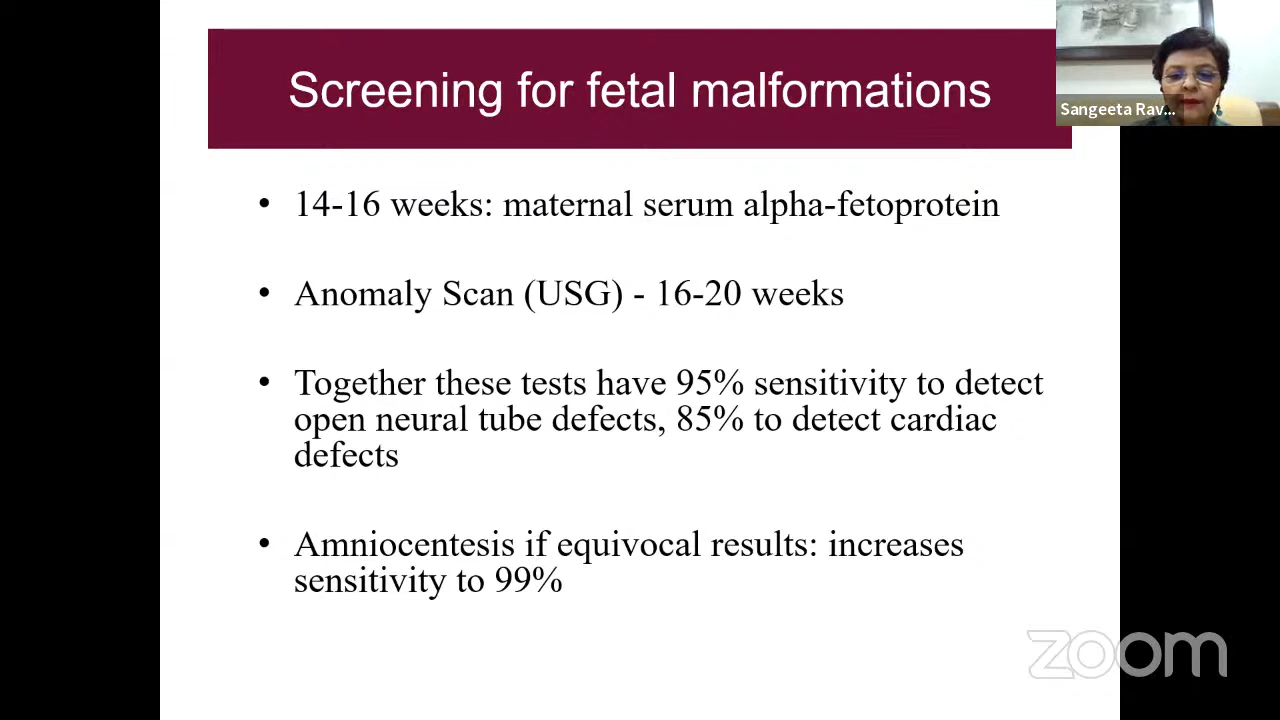 Screening for fetal malformations
Sangeeta Rav...
• 14-16 weeks: maternal serum alpha-fetoprotein
• Anomaly Scan (USG) - 16-20 weeks
• Together these tests have 95% sensitivity to detect
open neural tube defects, 85% to detect cardiac
defects
• Amniocentesis if equivocal results: increases
sensitivity to 99%
zoom